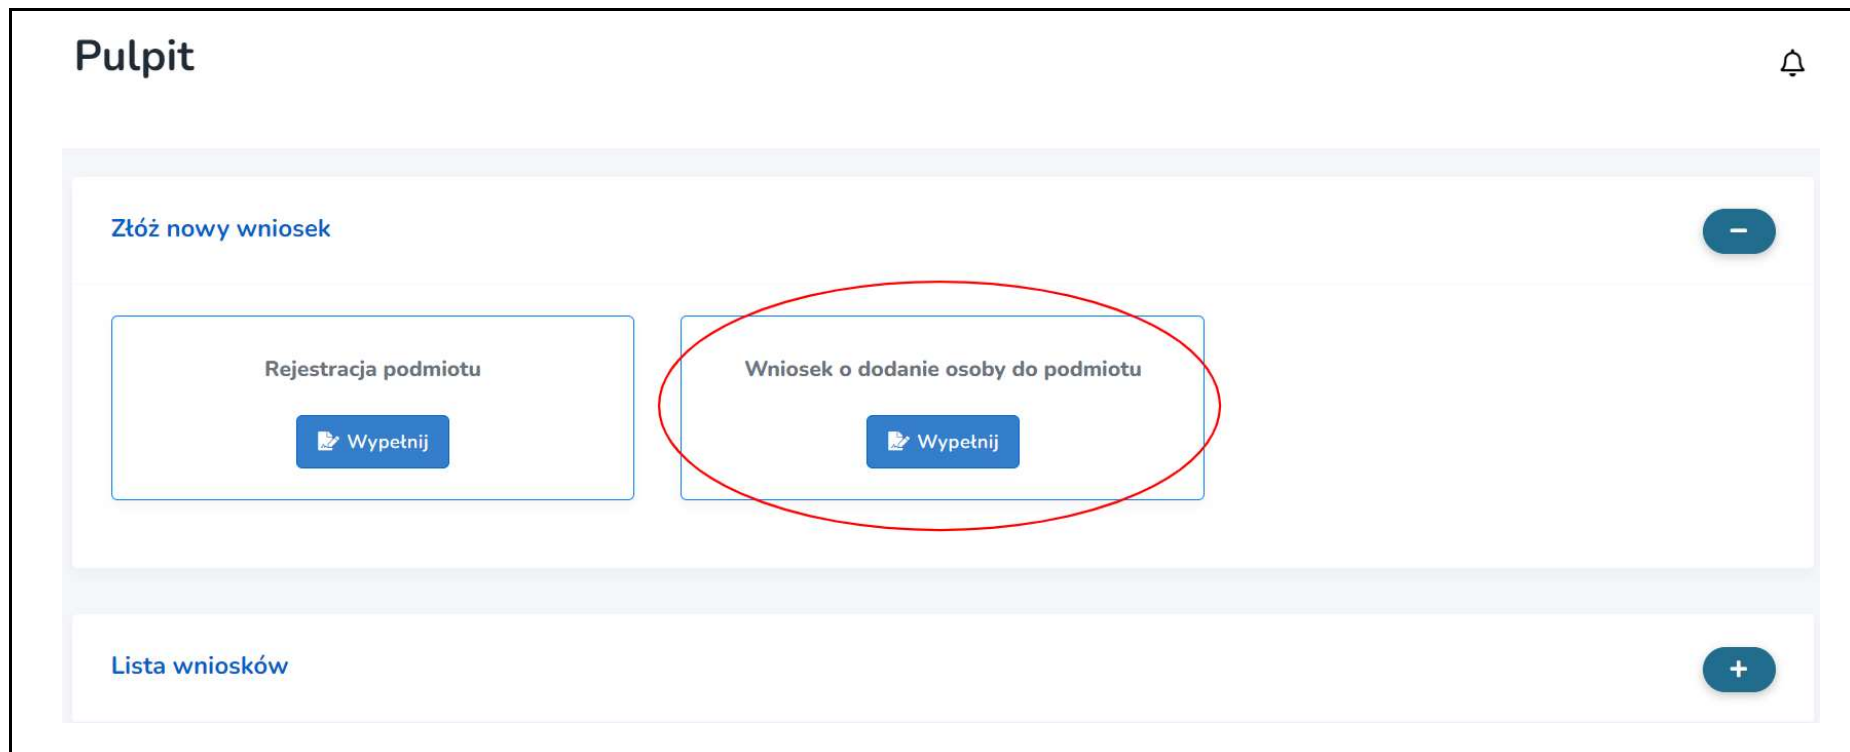 Pulpit
Złóż nowy wniosek
Rejestracja podmiotu
Wypełnij
Wniosek o dodanie osoby do podmiotu
Wypełnij
Lista wniosków